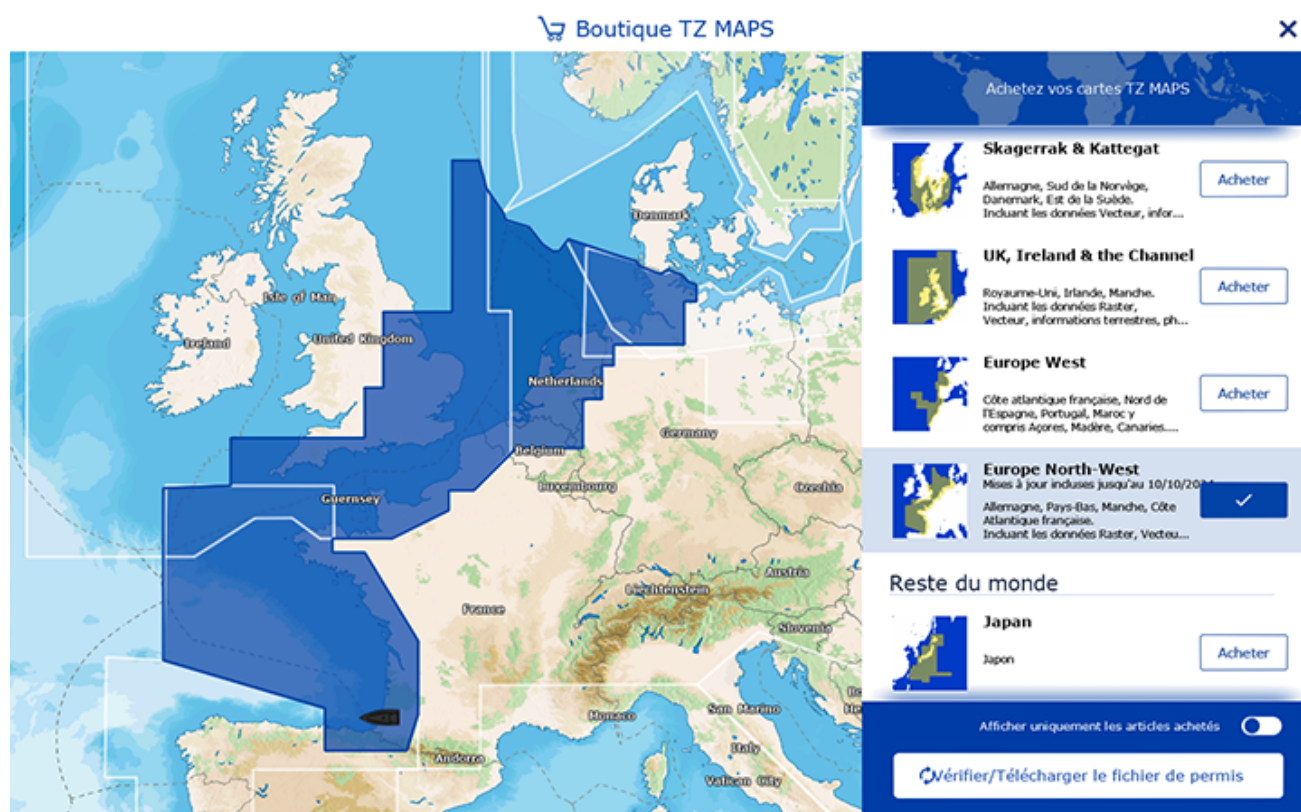 Boutique TZ MAPS
Achetez vos cartes TZ MAPS
Skagerrak & Kattegat
Allemagne, Sud de la Norvège,
Danemark, Est de la Suède.
Incluant les données Vecteur, infor...
Acheter
UK, Ireland & the Channel
Royaume-Uni, Irlande, Manche.
Incluant les données Raster,
Vecteur, informations terrestres, ph...
Acheter
Europe West
Côte atlantique française, Nord de
l'Espagne, Portugal, Maroc y
compris Açores, Madère, Canaries....
Acheter
Europe North-West
Mises à jour incluses jusqu'au
Allemagne, Pays-Bas, Manche, Côte
Atlantique française.
Incluant les données Raster, Vecteu...
Reste du monde
Japan
Japon
Acheter
Afficher uniquement les articles achetés
Vérifier/Télécharger le fichier de permis
Denmark
Isle of Man
Ireland
United Kingdom
Netherlands
Germany
Belgium
Luxembourg
Czechia
Guernsey
Austria
Liechtenstein
France
Slovenia
Monaco
San Marino
Italy
Andorra
Vatican City